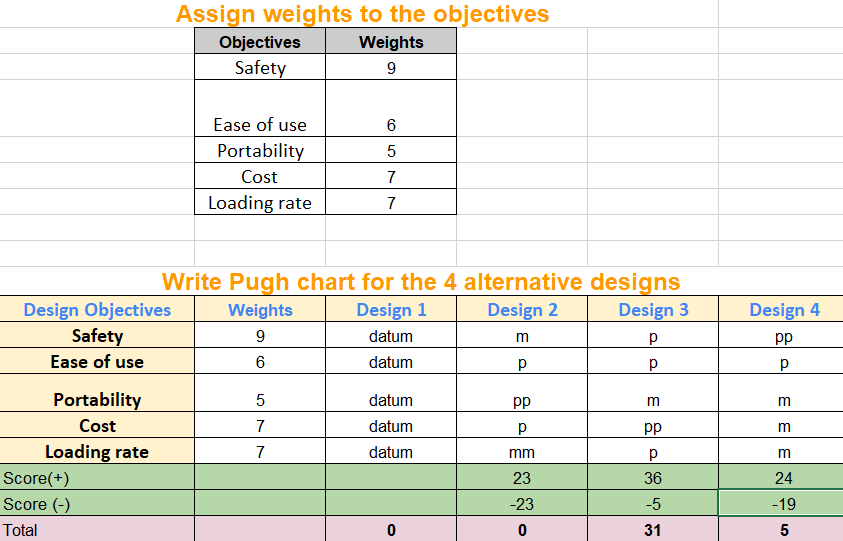 Assign weights to the objectives
Objectives Weights
Safety 9
Ease of use 6
Portability 5
Cost 7
Loading rate 7
Write Pugh chart for the 4 alternative designs
Design Objectives Weights Design 1 Design 2 Design 3 Design 4
Safety 9 datum m p pp
Ease of use 6 datum p p p
Portability 5 datum pp m m
Cost 7 datum p pp m
Loading rate 7 datum mm p m
Score(+) 23 36 24
Score (-) -23 -5 -19
Total 0 0 31 5